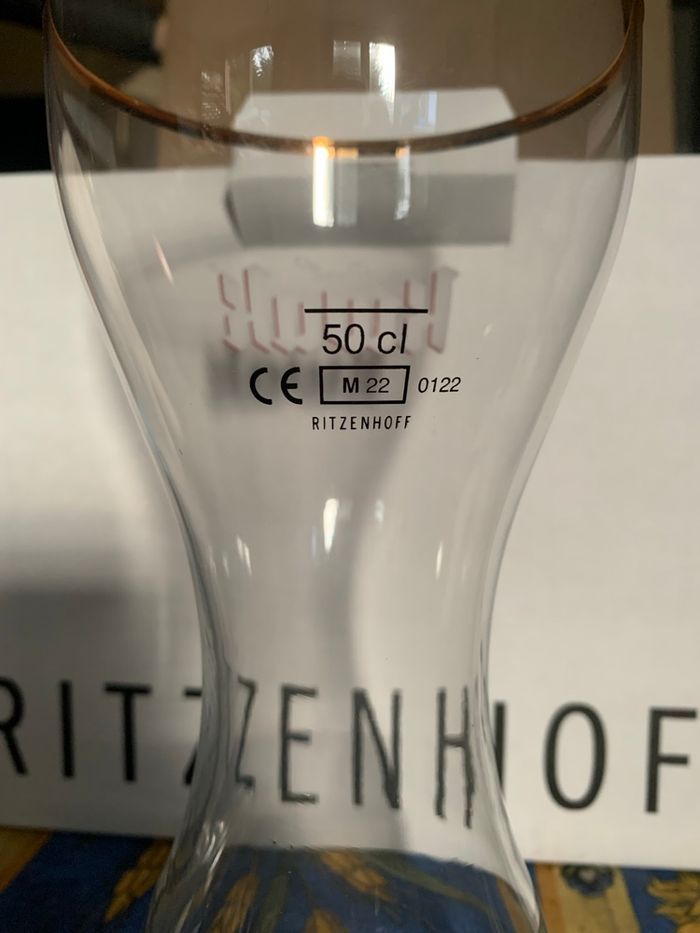 50 cl
CE M 22 0122
RITZENHOFF
RITZENHOF